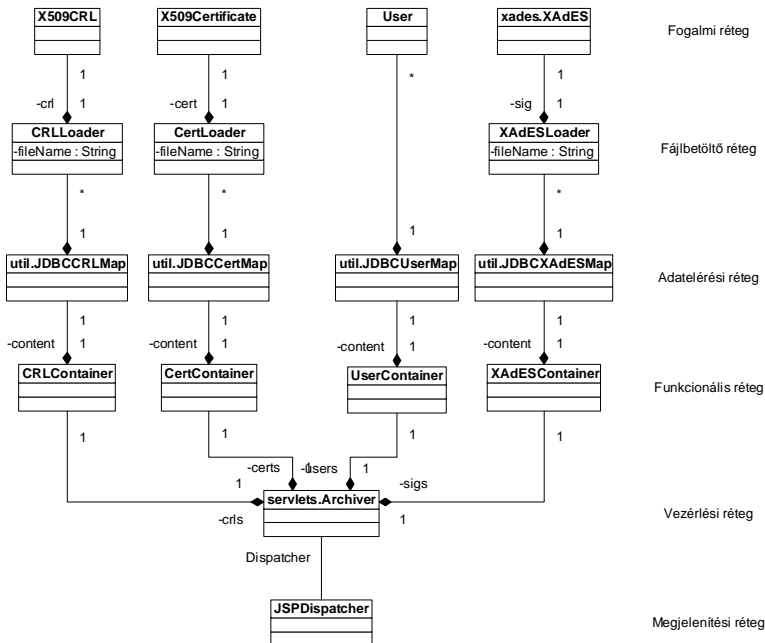 X509CRL X509Certificate User xades.XAdES Fogalmi réteg
1 1 * 1
-crl 1 -cert 1 -sig 1
CRLLoader CertLoader XAdESLoader
-fileName : String -fileName : String -fileName : String Fájlbetöltő réteg
* * *
1 1 1 1
util.JDBCCRLMap util.JDBCCertMap util.JDBCUserMap util.JDBCXAdESMap Adatelérési réteg
1 1 1 1
-content 1 -content 1 -content 1 -content 1
CRLContainer CertContainer UserContainer XAdESContainer Funkcionális réteg
1 1 1 1
-certs 1 -users 1
1 -sigs
servlets.Archiver
-crls 1 Vezérlési réteg
Dispatcher
JSPDispatcher
Megjelenítési réteg